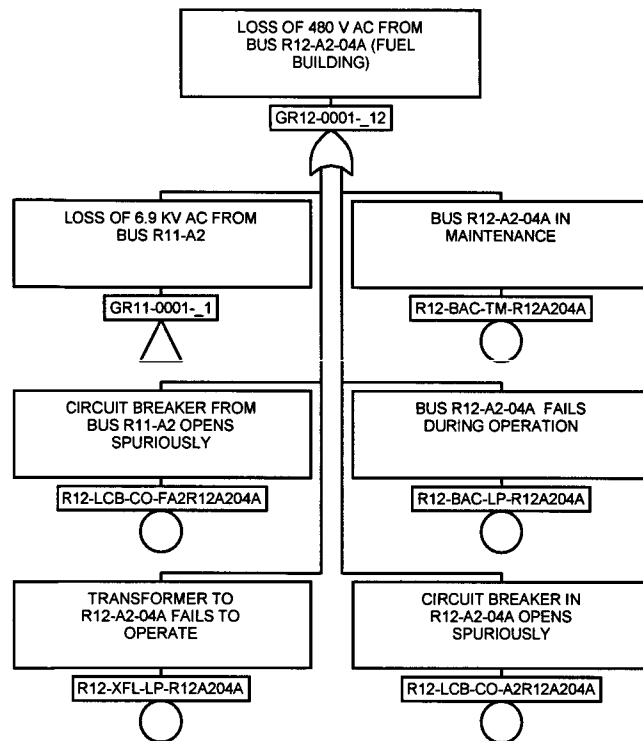 LOSS OF 480 V AC FROM
BUS R12-A2-04A (FUEL
BUILDING)
GR12-0001-_12
LOSS OF 6.9 KV AC FROM
BUS R11-A2
GR11-0001-_1
BUS R12-A2-04A IN
MAINTENANCE
R12-BAC-TM-R12A204A
CIRCUIT BREAKER FROM
BUS R11-A2 OPENS
SPURIOUSLY
R12-LCB-CO-FA2R12A204A
BUS R12-A2-04A FAILS
DURING OPERATION
R12-BAC-LP-R12A204A
TRANSFORMER TO
R12-A2-04A FAILS TO
OPERATE
R12-XFL-LP-R12A204A
CIRCUIT BREAKER IN
R12-A2-04A OPENS
SPURIOUSLY
R12-LCB-CO-A2R12A204A